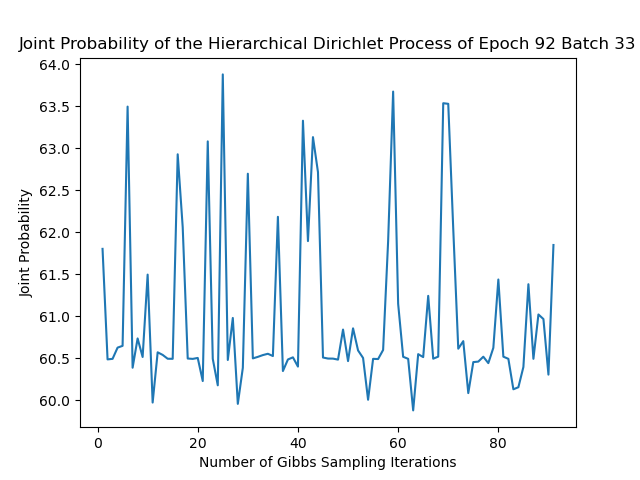 Joint Probability of the Hierarchical Dirichlet Process of Epoch 92 Batch 33
64.0
63.5
63.0
62.5
62.0
61.5
61.0
60.5
60.0
Joint Probability
0 20 40 60 80
Number of Gibbs Sampling Iterations